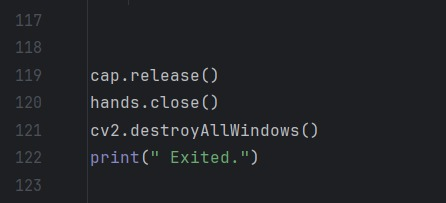 117
118
119 cap.release()
120 hands.close()
121 cv2.destroyAllWindows()
122 print(" Exited.")
123